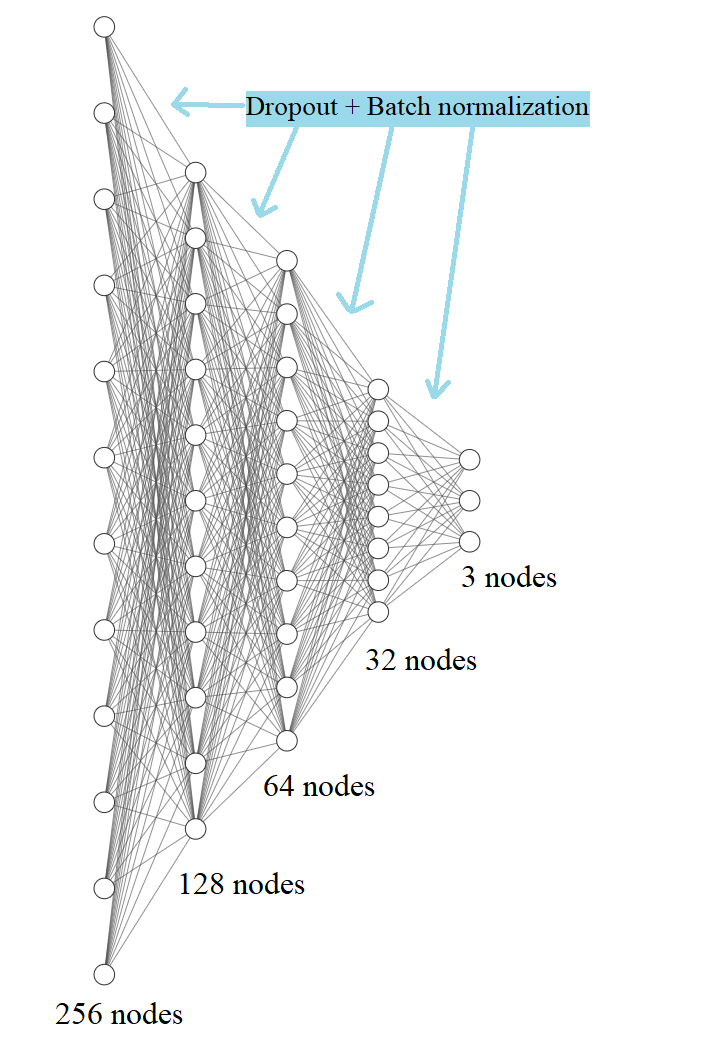 Dropout + Batch normalization
3 nodes
32 nodes
64 nodes
128 nodes
256 nodes